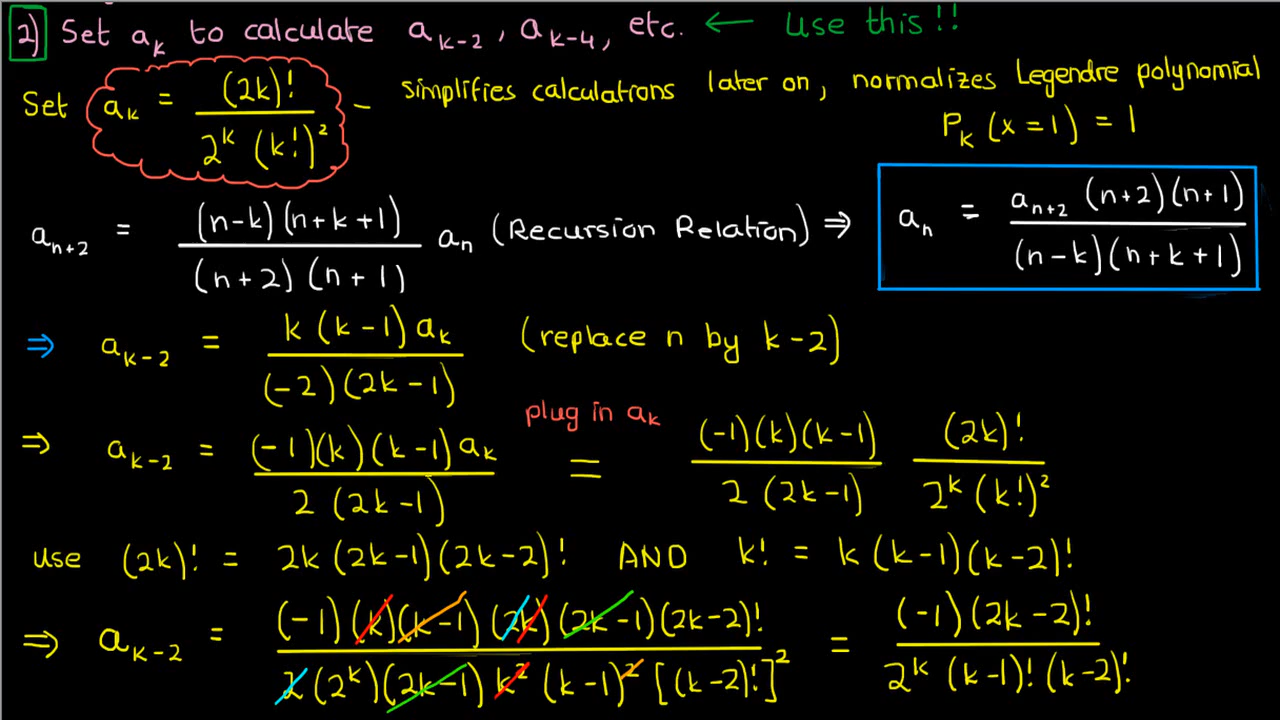 2) Set a_k to calculate a_{k-2}, a_{k-4}, etc. ← Use this!!
Set a_k = (2k)! / (2^k (k!)^2) – simplifies calculations later on, normalizes Legendre polynomial
P_k (x = 1) = 1
a_{n+2} = ((n-k)(n+k+1)) / ((n+2)(n+1)) a_n (Recursion Relation) ⇒ a_n = (a_{n+2} (n+2)(n+1)) / ((n-k)(n+k+1))
⇒ a_{k-2} = (k(k-1) a_k) / ((-2)(2k-1)) (replace n by k-2)
⇒ a_{k-2} = ((-1)(k)(k-1) a_k) / (2(2k-1)) plug in a_k = ((-1)(k)(k-1)) / (2(2k-1)) (2k)! / (2^k (k!)^2)
use (2k)! = 2k(2k-1)(2k-2)! AND k! = k(k-1)(k-2)!
⇒ a_{k-2} = ((-1)(k)(k-1)(2k)(2k-1)(2k-2)!) / (2(2^k)(2k-1) k^2 (k-1)^2 [(k-2)!]^2) = ((-1)(2k-2)!) / (2^k (k-1)! (k-2)!)